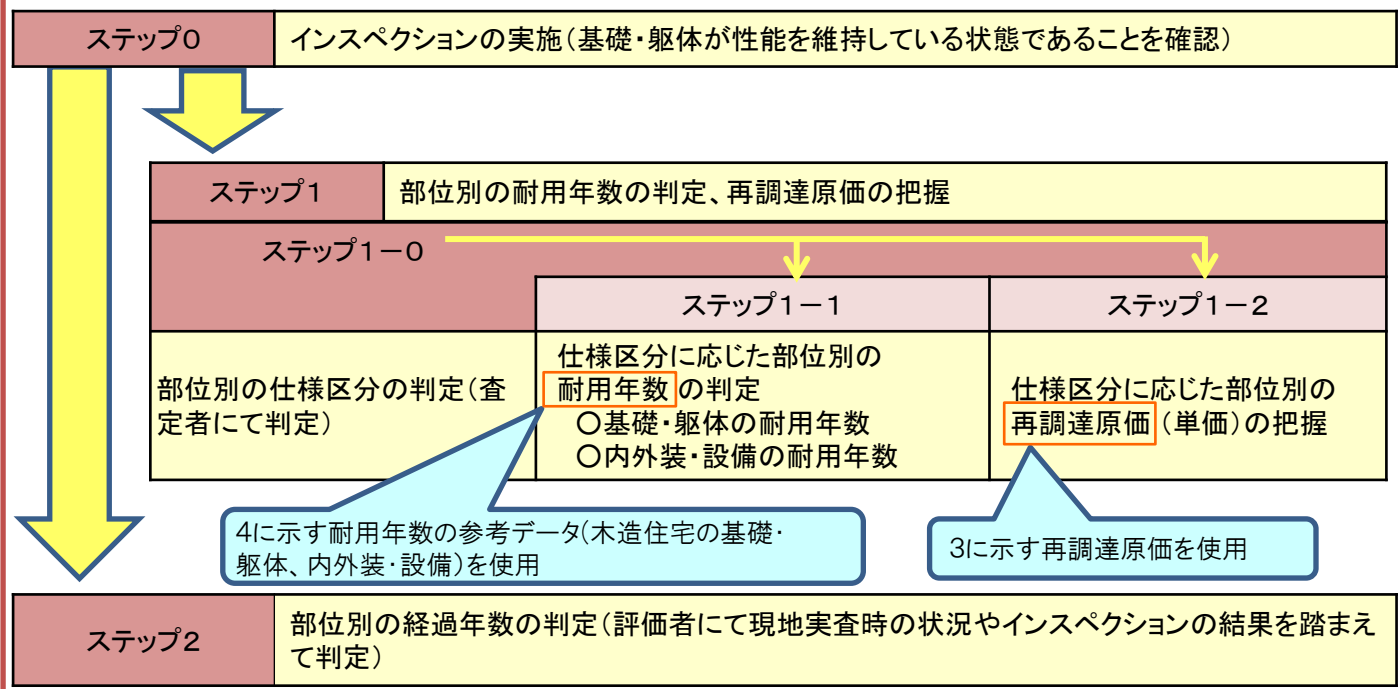 ステップ０
インスペクションの実施(基礎・躯体が性能を維持している状態であることを確認)
ステップ１
部位別の耐用年数の判定、再調達原価の把握
ステップ１－０
ステップ１－１
ステップ１－２
部位別の仕様区分の判定(査
定者にて判定)
仕様区分に応じた部位別の
耐用年数 の判定
〇基礎・躯体の耐用年数
〇内外装・設備の耐用年数
仕様区分に応じた部位別の
再調達原価 (単価)の把握
4に示す耐用年数の参考データ(木造住宅の基礎・
躯体、内外装・設備)を使用
3に示す再調達原価を使用
ステップ２
部位別の経過年数の判定(評価者にて現地実査時の状況やインスペクションの結果を踏まえ
て判定)